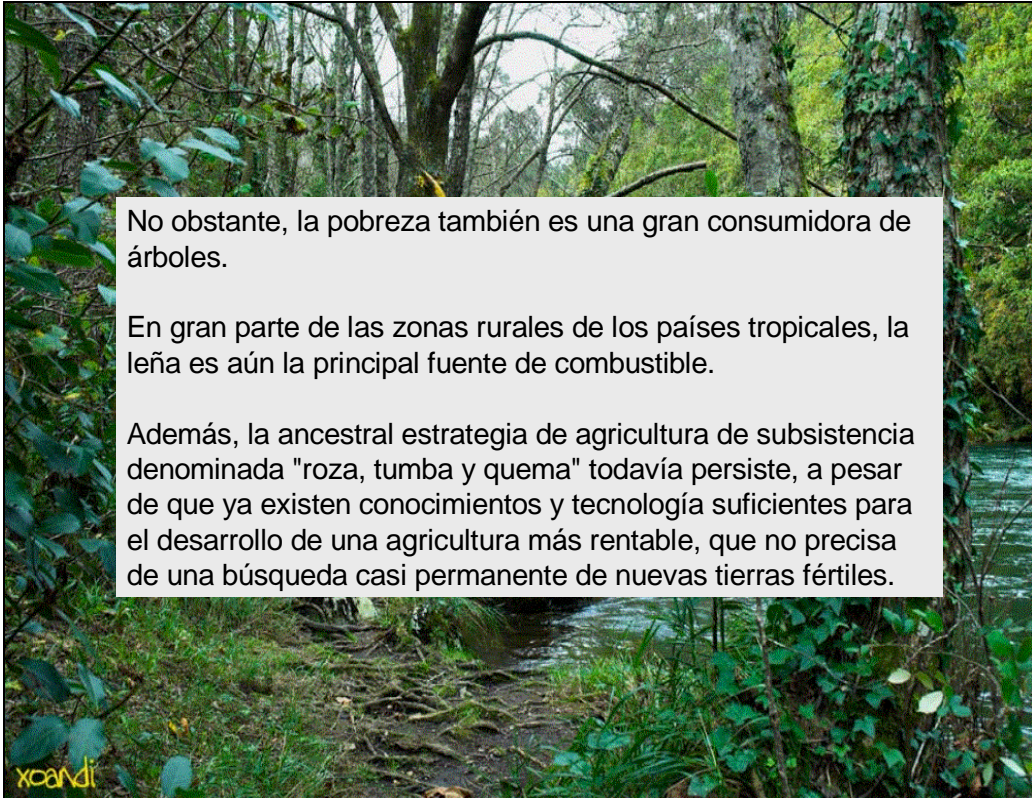 No obstante, la pobreza también es una gran consumidora de
árboles.
En gran parte de las zonas rurales de los países tropicales, la
leña es aún la principal fuente de combustible.
Además, la ancestral estrategia de agricultura de subsistencia
denominada "roza, tumba y quema" todavía persiste, a pesar
de que ya existen conocimientos y tecnología suficientes para
el desarrollo de una agricultura más rentable, que no precisa
de una búsqueda casi permanente de nuevas tierras fértiles.
xoandi